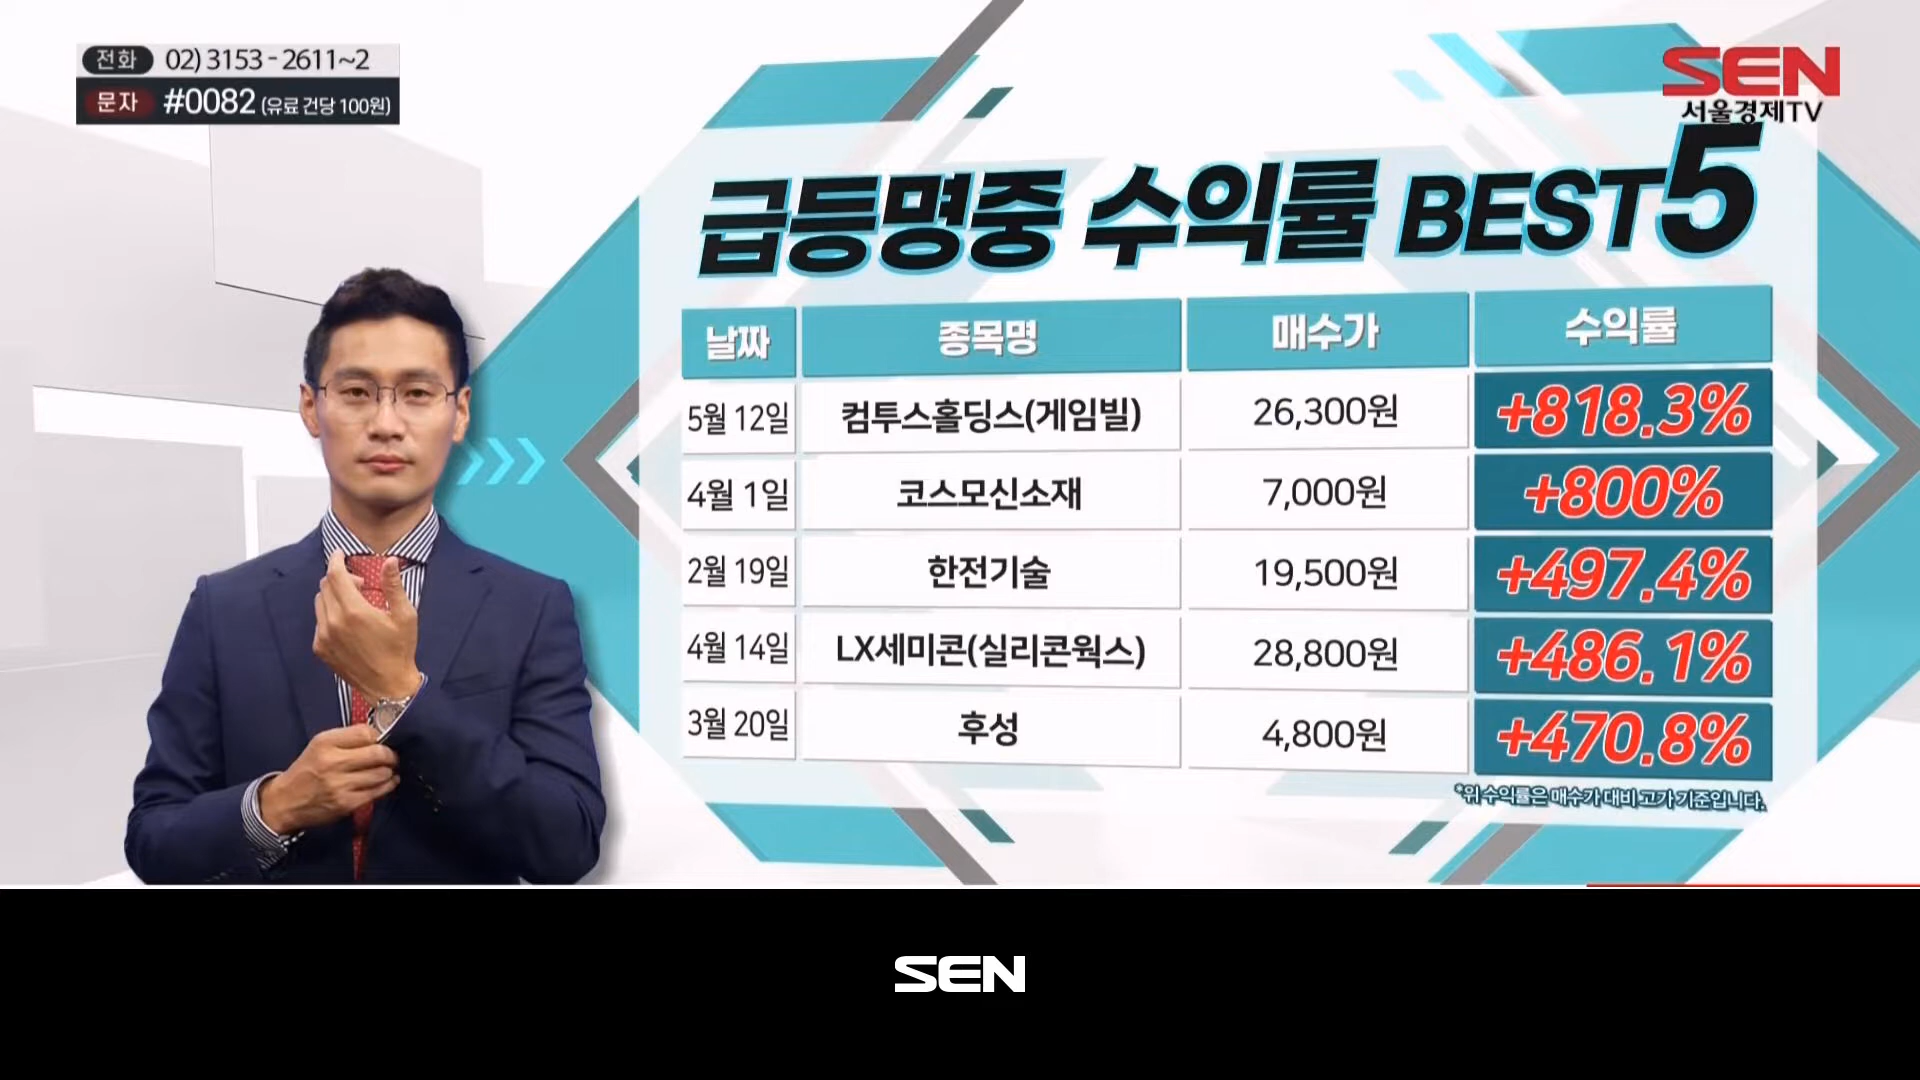 전화 02) 3153 - 2611~2
문자 #0082 (유료 건당 100원)
SEN
서울경제TV
급등명중 수익률 BEST5
날짜 종목명 매수가 수익률
5월 12일 컴투스홀딩스(게임빌) 26,300원 +818.3%
4월 1일 코스모신소재 7,000원 +800%
2월 19일 한전기술 19,500원 +497.4%
4월 14일 LX세미콘(실리콘웍스) 28,800원 +486.1%
3월 20일 후성 4,800원 +470.8%
*위 수익률은 매수가 대비 고가 기준입니다.
SEN